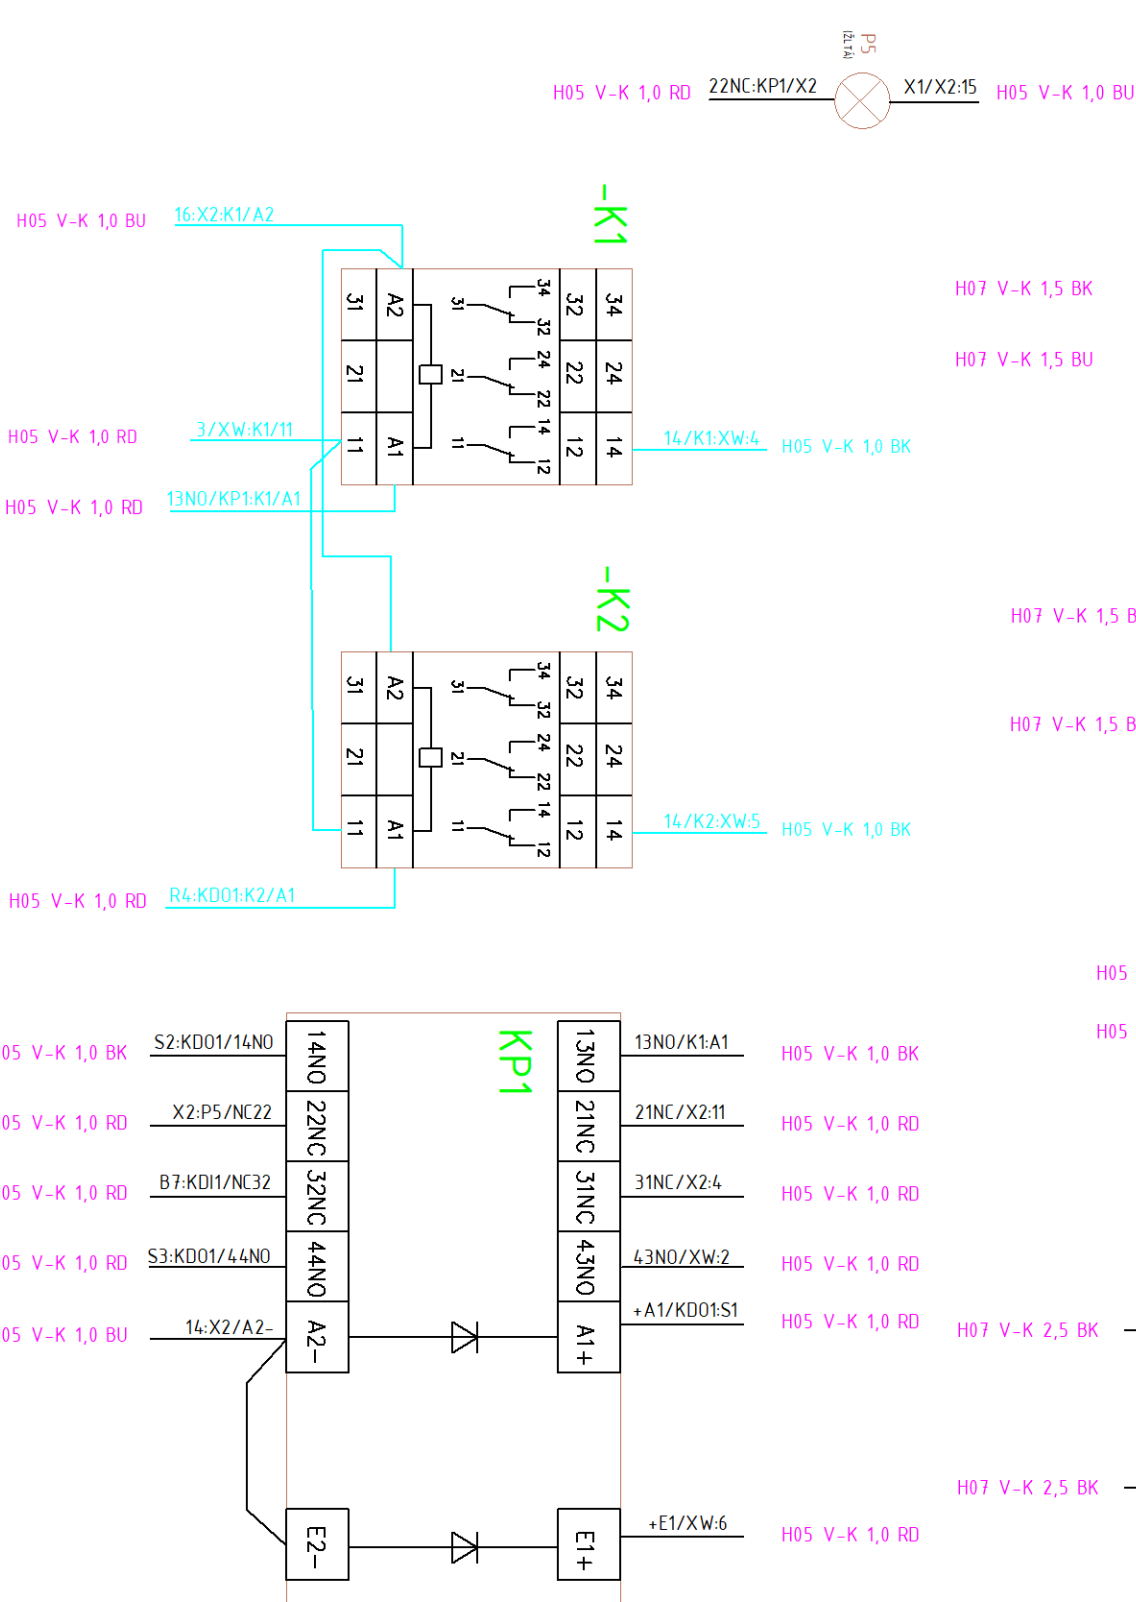 P5
(ŽLTÁ)
H05 V-K 1,0 RD
22NC:KP1/X2
X1/X2:15
H05 V-K 1,0 BU
-K1
H05 V-K 1,0 BU
16:X2:K1/A2
31 A2 31 34 32 32 34
21 21 24 22 22 24
11 A1 11 14 12 12 14
H07 V-K 1,5 BK
H07 V-K 1,5 BU
H05 V-K 1,0 RD
3/XW:K1/11
14/K1:XW:4
H05 V-K 1,0 BK
H05 V-K 1,0 RD
13NO/KP1:K1/A1
-K2
H07 V-K 1,5 B
31 A2 31 34 32 32 34
21 21 24 22 22 24
11 A1 11 14 12 12 14
H07 V-K 1,5 B
14/K2:XW:5
H05 V-K 1,0 BK
H05 V-K 1,0 RD
R4:KD01:K2/A1
H05
H05
KP1
05 V-K 1,0 BK
S2:KD01/14NO
14NO
13NO
13NO/K1:A1
H05 V-K 1,0 BK
05 V-K 1,0 RD
X2:P5/NC22
22NC
21NC
21NC/X2:11
H05 V-K 1,0 RD
05 V-K 1,0 RD
B7:KDI1/NC32
32NC
31NC
31NC/X2:4
H05 V-K 1,0 RD
05 V-K 1,0 RD
S3:KD01/44NO
44NO
43NO
43NO/XW:2
H05 V-K 1,0 RD
05 V-K 1,0 BU
14:X2/A2-
A2-
A1+
+A1/KD01:S1
H05 V-K 1,0 RD
H07 V-K 2,5 BK
H07 V-K 2,5 BK
E2-
E1+
+E1/XW:6
H05 V-K 1,0 RD